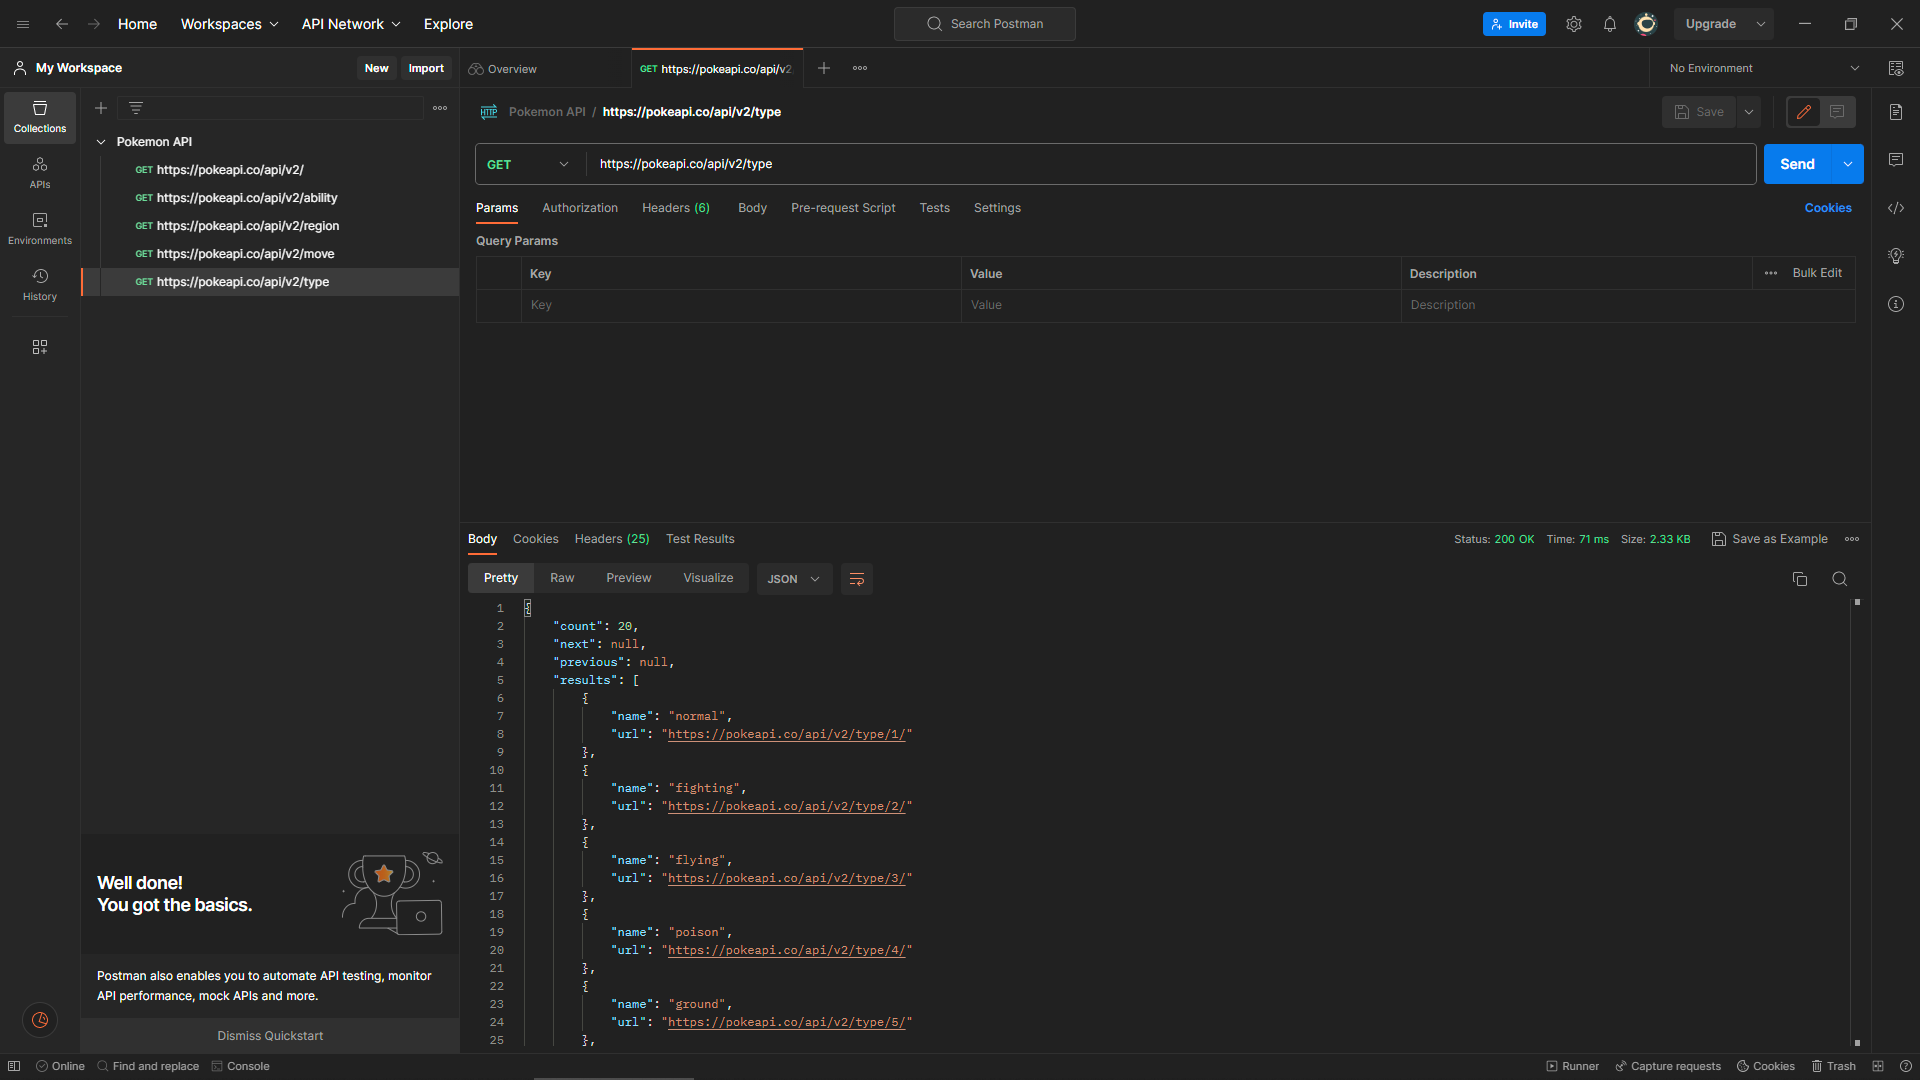 Home Workspaces API Network Explore Search Postman Invite Upgrade
My Workspace New Import Overview GET https://pokeapi.co/api/v2 No Environment
Collections
APIs
Environments
History
Pokemon API
GET https://pokeapi.co/api/v2/
GET https://pokeapi.co/api/v2/ability
GET https://pokeapi.co/api/v2/region
GET https://pokeapi.co/api/v2/move
GET https://pokeapi.co/api/v2/type
Well done!
You got the basics.
Postman also enables you to automate API testing, monitor
API performance, mock APIs and more.
Dismiss Quickstart
HTTP Pokemon API / https://pokeapi.co/api/v2/type Save
GET https://pokeapi.co/api/v2/type Send
Params Authorization Headers (6) Body Pre-request Script Tests Settings Cookies
Query Params
Key Value Description Bulk Edit
Key Value Description
Body Cookies Headers (25) Test Results Status: 200 OK Time: 71 ms Size: 2.33 KB Save as Example
Pretty Raw Preview Visualize JSON
1 {
2 "count": 20,
3 "next": null,
4 "previous": null,
5 "results": [
6 {
7 "name": "normal",
8 "url": "https://pokeapi.co/api/v2/type/1/"
9 },
10 {
11 "name": "fighting",
12 "url": "https://pokeapi.co/api/v2/type/2/"
13 },
14 {
15 "name": "flying",
16 "url": "https://pokeapi.co/api/v2/type/3/"
17 },
18 {
19 "name": "poison",
20 "url": "https://pokeapi.co/api/v2/type/4/"
21 },
22 {
23 "name": "ground",
24 "url": "https://pokeapi.co/api/v2/type/5/"
25 },
Online Find and replace Console Runner Capture requests Cookies Trash